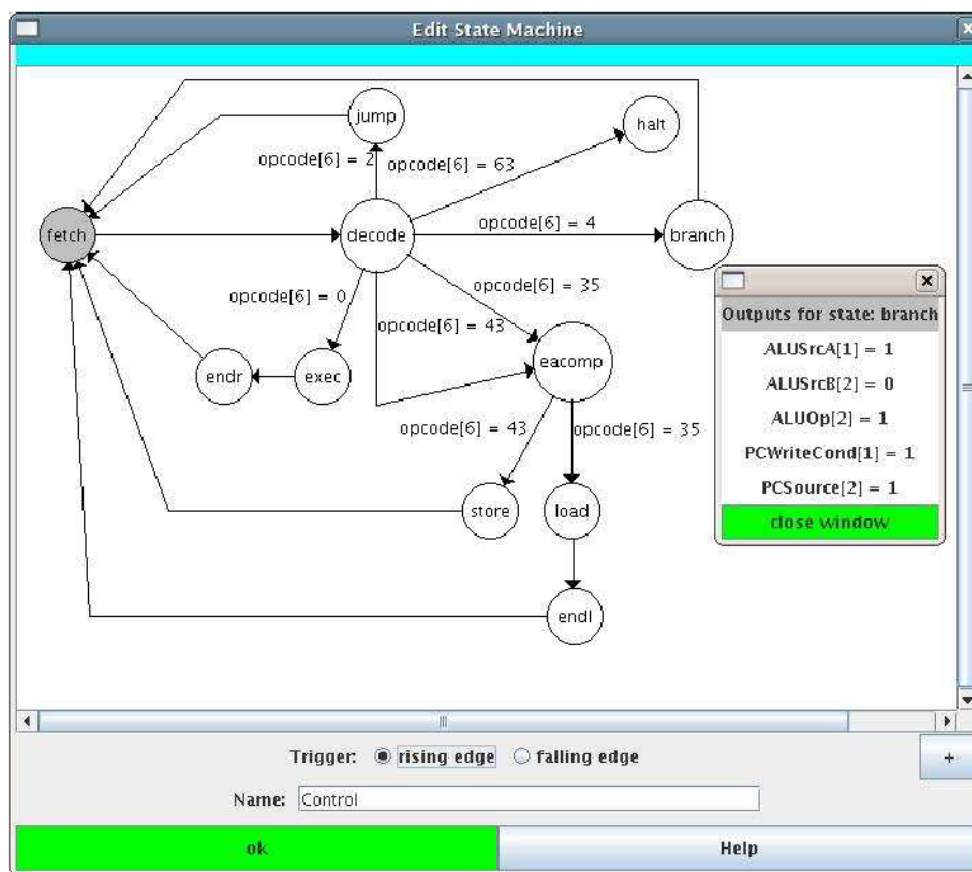 Edit State Machine
jump
halt
opcode[6] = 2
opcode[6] = 63
fetch
decode
opcode[6] = 4
branch
opcode[6] = 0
opcode[6] = 35
opcode[6] = 43
endr
exec
eacomp
opcode[6] = 43
opcode[6] = 35
store
load
endl
Outputs for state: branch
ALUSrcA[1] = 1
ALUSrcB[2] = 0
ALUOp[2] = 1
PCWriteCond[1] = 1
PCSource[2] = 1
close window
Trigger: rising edge falling edge
+
Name: Control
ok
Help